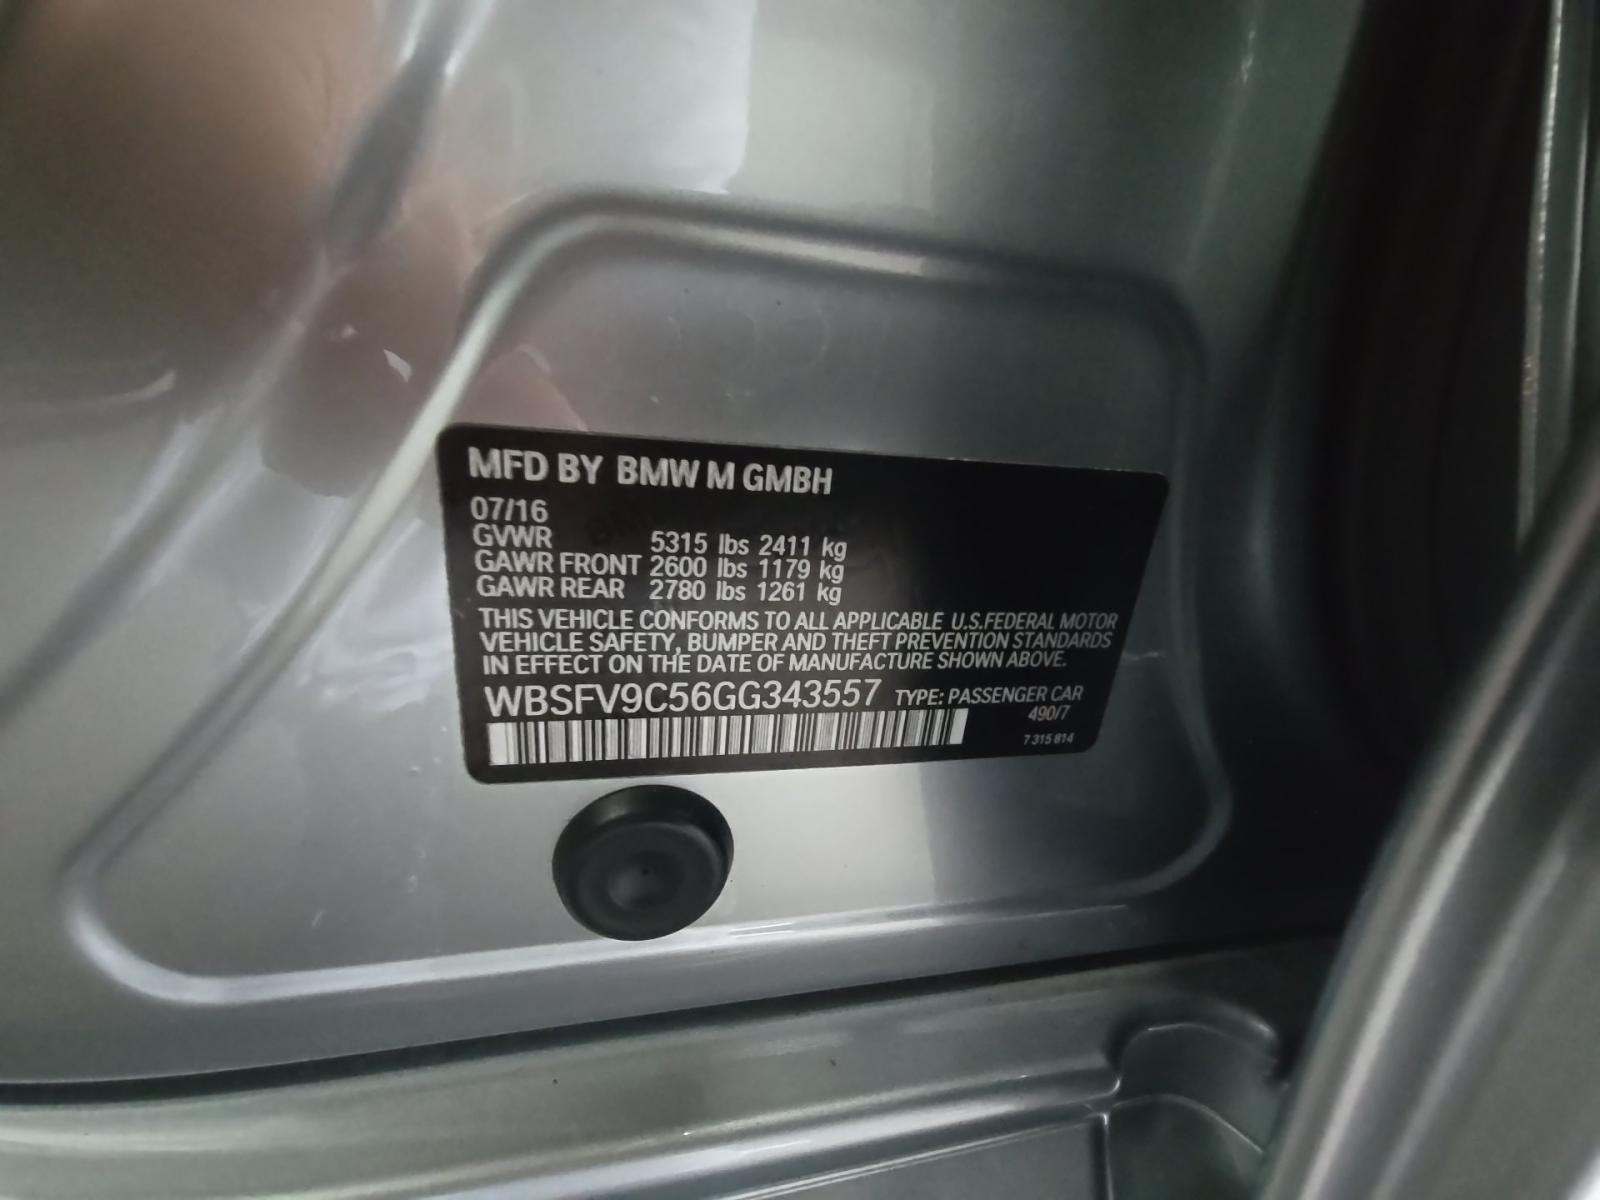 MFD BY BMW M GMBH
07/16
GVWR 5315 lbs 2411 kg
GAWR FRONT 2600 lbs 1179 kg
GAWR REAR 2780 lbs 1261 kg
THIS VEHICLE CONFORMS TO ALL APPLICABLE U.S.FEDERAL MOTOR
VEHICLE SAFETY, BUMPER AND THEFT PREVENTION STANDARDS
IN EFFECT ON THE DATE OF MANUFACTURE SHOWN ABOVE.
WBSFV9C56GG343557 TYPE: PASSENGER CAR
490/7
7 315 814